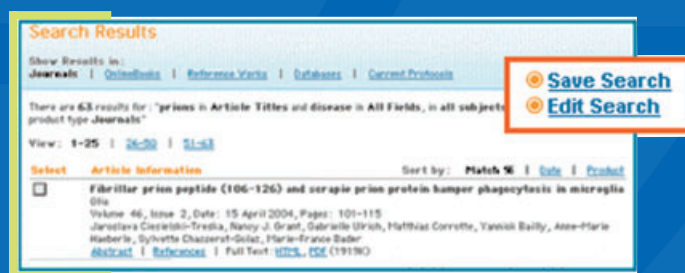 Search Results
Show Results in:
Journals | OnlineBooks | Reference Works | Databases | Current Protocols
Save Search
Edit Search
There are 63 results for: "prions in Article Titles and disease in All Fields, in all subjects
product type Journals"
View: 1-25 | 26-50 | 51-63
Select Article Information Sort by: Match % | Date | Product
Fibrillar prion peptide (106-126) and scrapie prion protein hamper phagocytosis in microglia
Glia
Volume 46, Issue 2, Date: 15 April 2004, Pages: 101-115
Jaroslava Ciesielski-Treska, Nancy J. Grant, Gabrielle Ulrich, Matthias Corrotte, Yannick Bailly, Anne-Marie
Haeberle, Sylvette Chasserot-Golaz, Marie-France Bader
Abstract | References | Full Text: HTML, PDF (1919K)